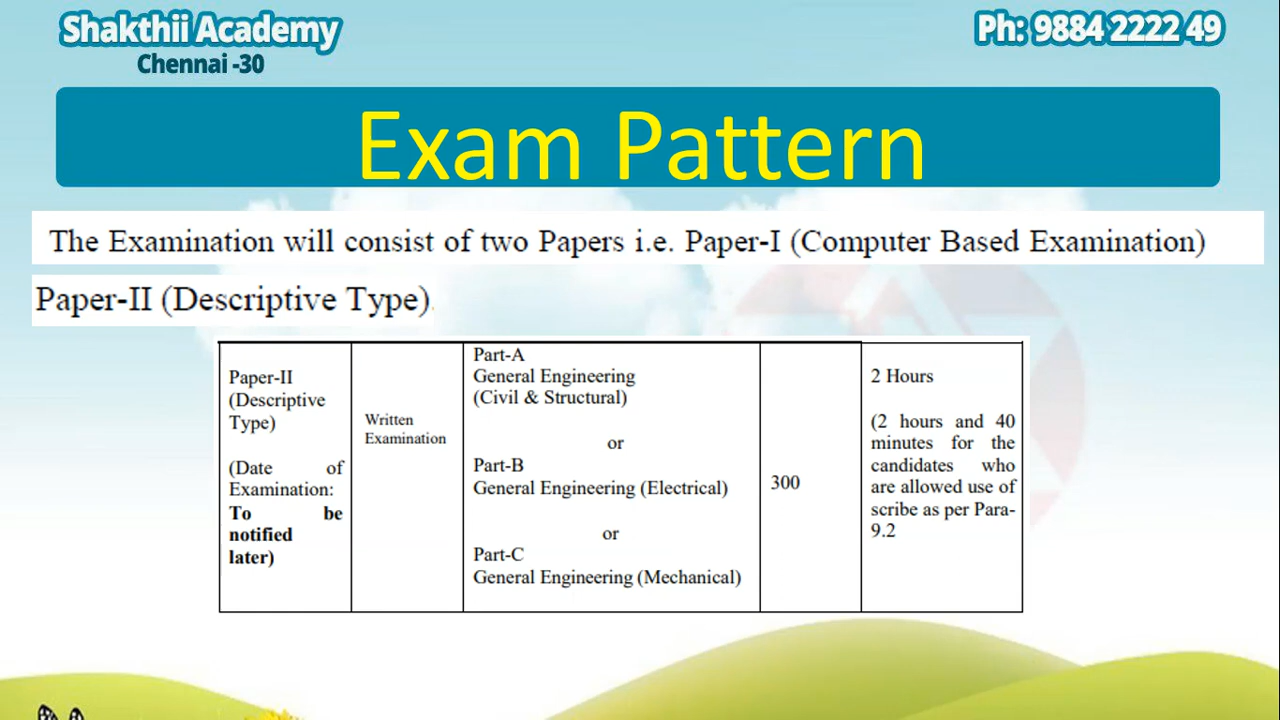 Shakthii Academy
Chennai -30
Ph: 9884 2222 49
Exam Pattern
The Examination will consist of two Papers i.e. Paper-I (Computer Based Examination)
Paper-II (Descriptive Type)
Paper-II
(Descriptive
Type)
(Date of
Examination:
To be
notified
later)
Written
Examination
Part-A
General Engineering
(Civil & Structural)
or
Part-B
General Engineering (Electrical)
or
Part-C
General Engineering (Mechanical)
300
2 Hours
(2 hours and 40
minutes for the
candidates who
are allowed use of
scribe as per Para-
9.2